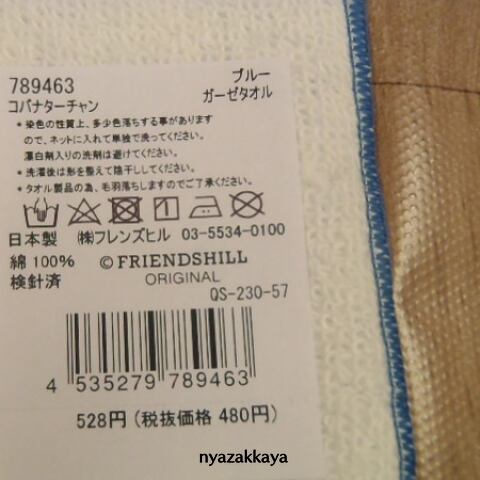 789463
ブルー
コバナターチャン
ガーゼタオル
* 染色の性質上、多少色落ちする事があります
ので、ネットに入れて単独で洗ってください。
漂白剤入りの洗剤は避けてください。
* 洗濯後は形を整えて陰干ししてください。
* タオル製品の為、毛羽落ちしますのでご了承ください。
日本製 ㈱フレンズヒル 03-5534-0100
綿 100% © FRIENDSHILL
検針済 ORIGINAL
QS-230-57
4 535279 789463
528円 (税抜価格 480円)
nyazakkaya